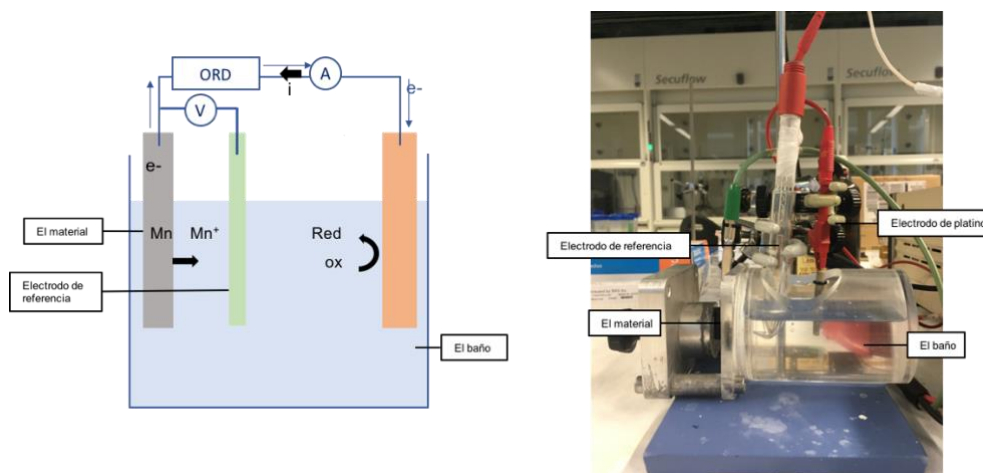 ORD
A
i
e-
V
e-
El material
Mn
Mn⁺
Red
ox
Electrodo de
referencia
El baño
Secuflow
Secuflow
Electrodo de platino
Electrodo de referencia
El material
El baño